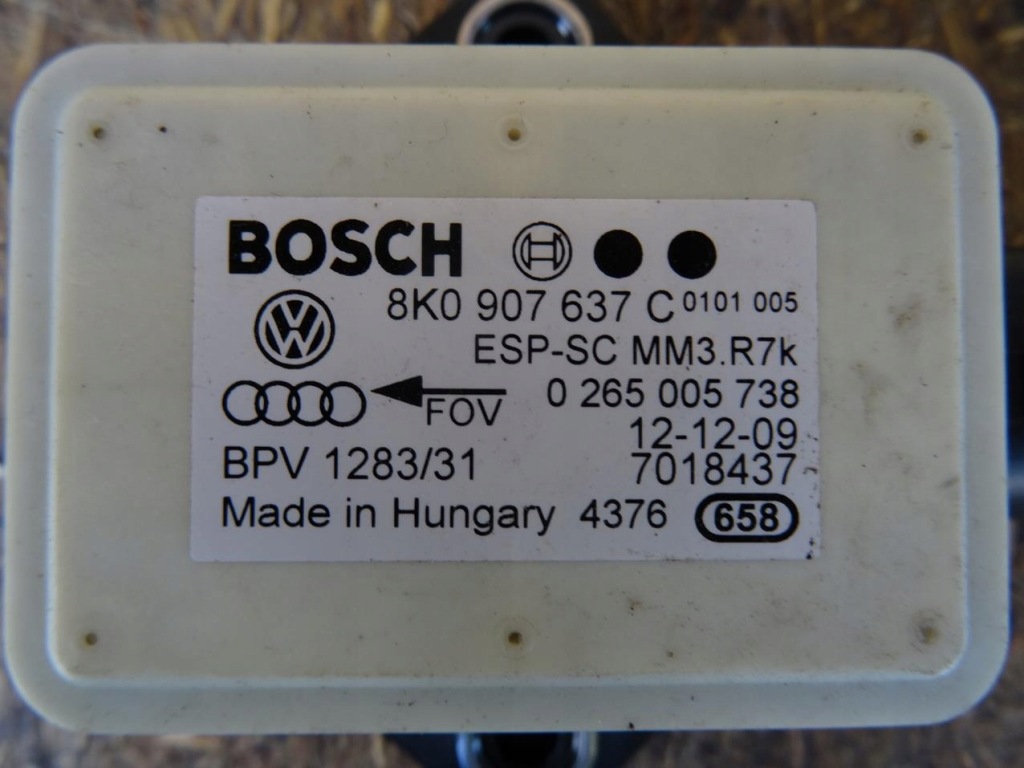 BOSCH
8K0 907 637 C 0101 005
ESP-SC MM3.R7k
FOV 0 265 005 738
12-12-09
BPV 1283/31 7018437
Made in Hungary 4376 658